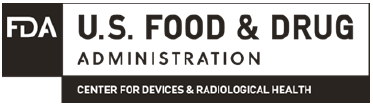 FDA U.S. FOOD & DRUG
ADMINISTRATION
CENTER FOR DEVICES & RADIOLOGICAL HEALTH